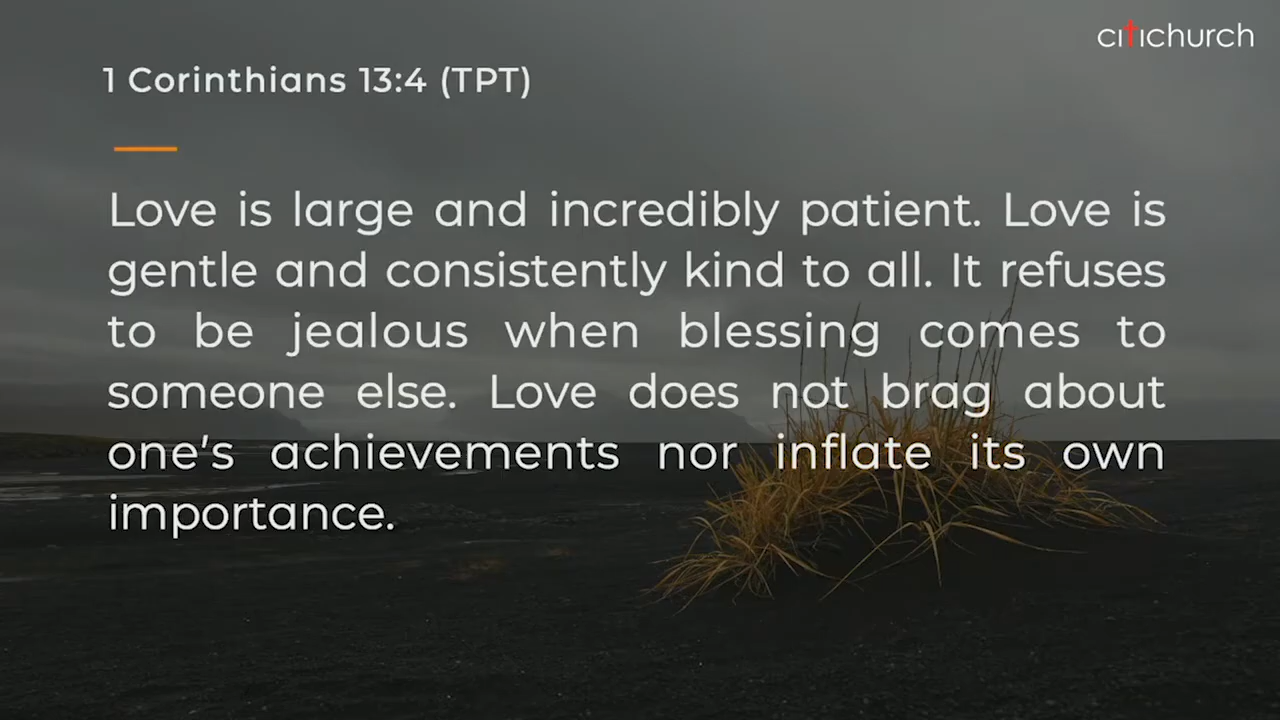 citichurch
1 Corinthians 13:4 (TPT)
Love is large and incredibly patient. Love is
gentle and consistently kind to all. It refuses
to be jealous when blessing comes to
someone else. Love does not brag about
one's achievements nor inflate its own
importance.